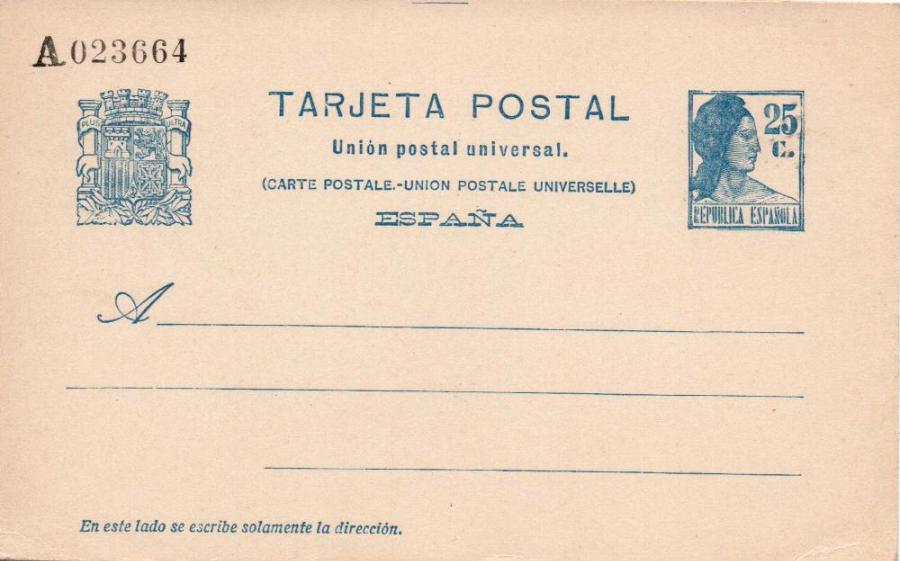 A023664
PLUS ULTRA
TARJETA POSTAL
Unión postal universal.
(CARTE POSTALE.-UNION POSTALE UNIVERSELLE)
ESPAÑA
25
C.
REPUBLICA ESPAÑOLA
A
En este lado se escribe solamente la dirección.